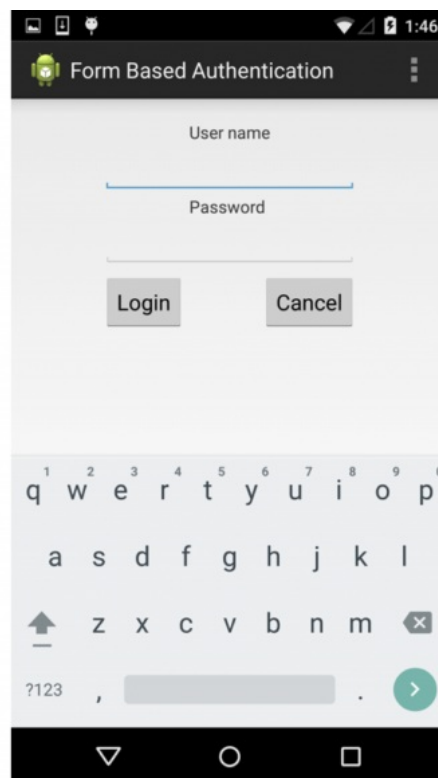 1:46
Form Based Authentication
User name
Password
Login Cancel
1 2 3 4 5 6 7 8 9
q w e r t y u i o p
a s d f g h j k l
z x c v b n m
?123 , .